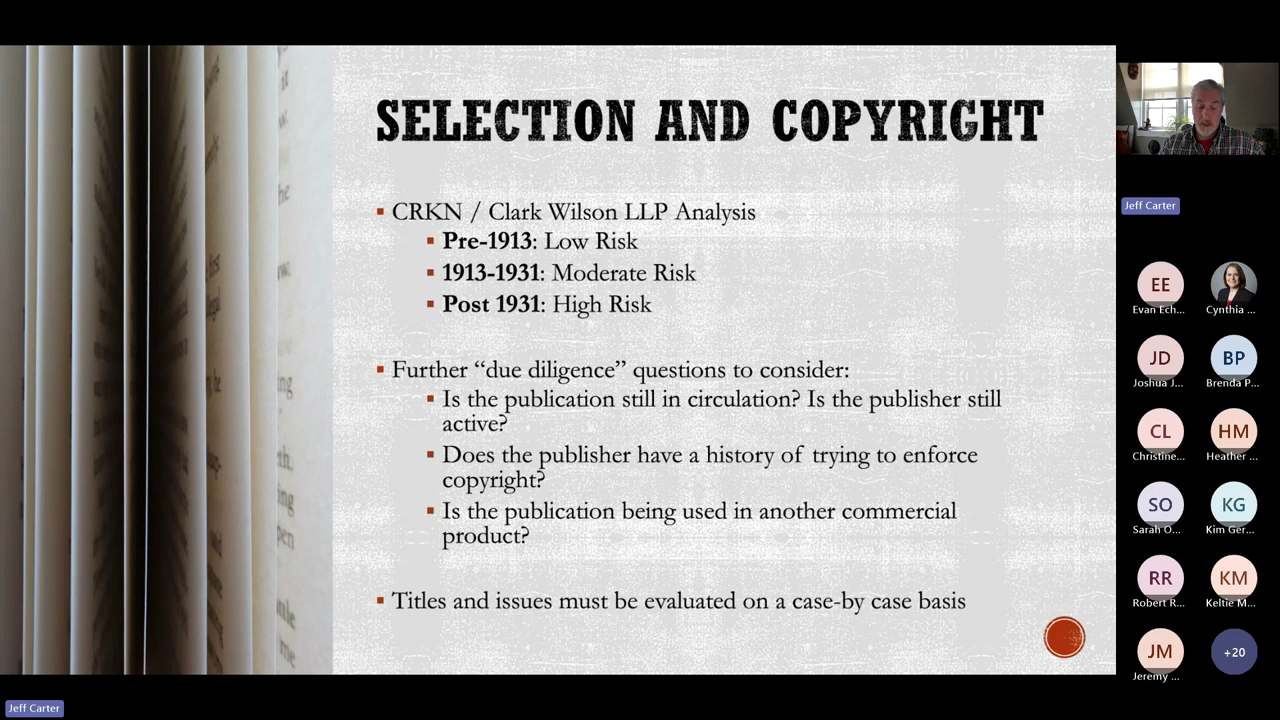 SELECTION AND COPYRIGHT
CRKN / Clark Wilson LLP Analysis
Pre-1913: Low Risk
1913-1931: Moderate Risk
Post 1931: High Risk
Further “due diligence” questions to consider:
Is the publication still in circulation? Is the publisher still
active?
Does the publisher have a history of trying to enforce
copyright?
Is the publication being used in another commercial
product?
Titles and issues must be evaluated on a case-by case basis
Jeff Carter
EE
Evan Ech...
Cynthia ...
JD
Joshua J...
BP
Brenda P...
CL
Christine...
HM
Heather ...
SO
Sarah O...
KG
Kim Ger...
RR
Robert R...
KM
Keltie M...
JM
Jeremy ...
+20
Jeff Carter